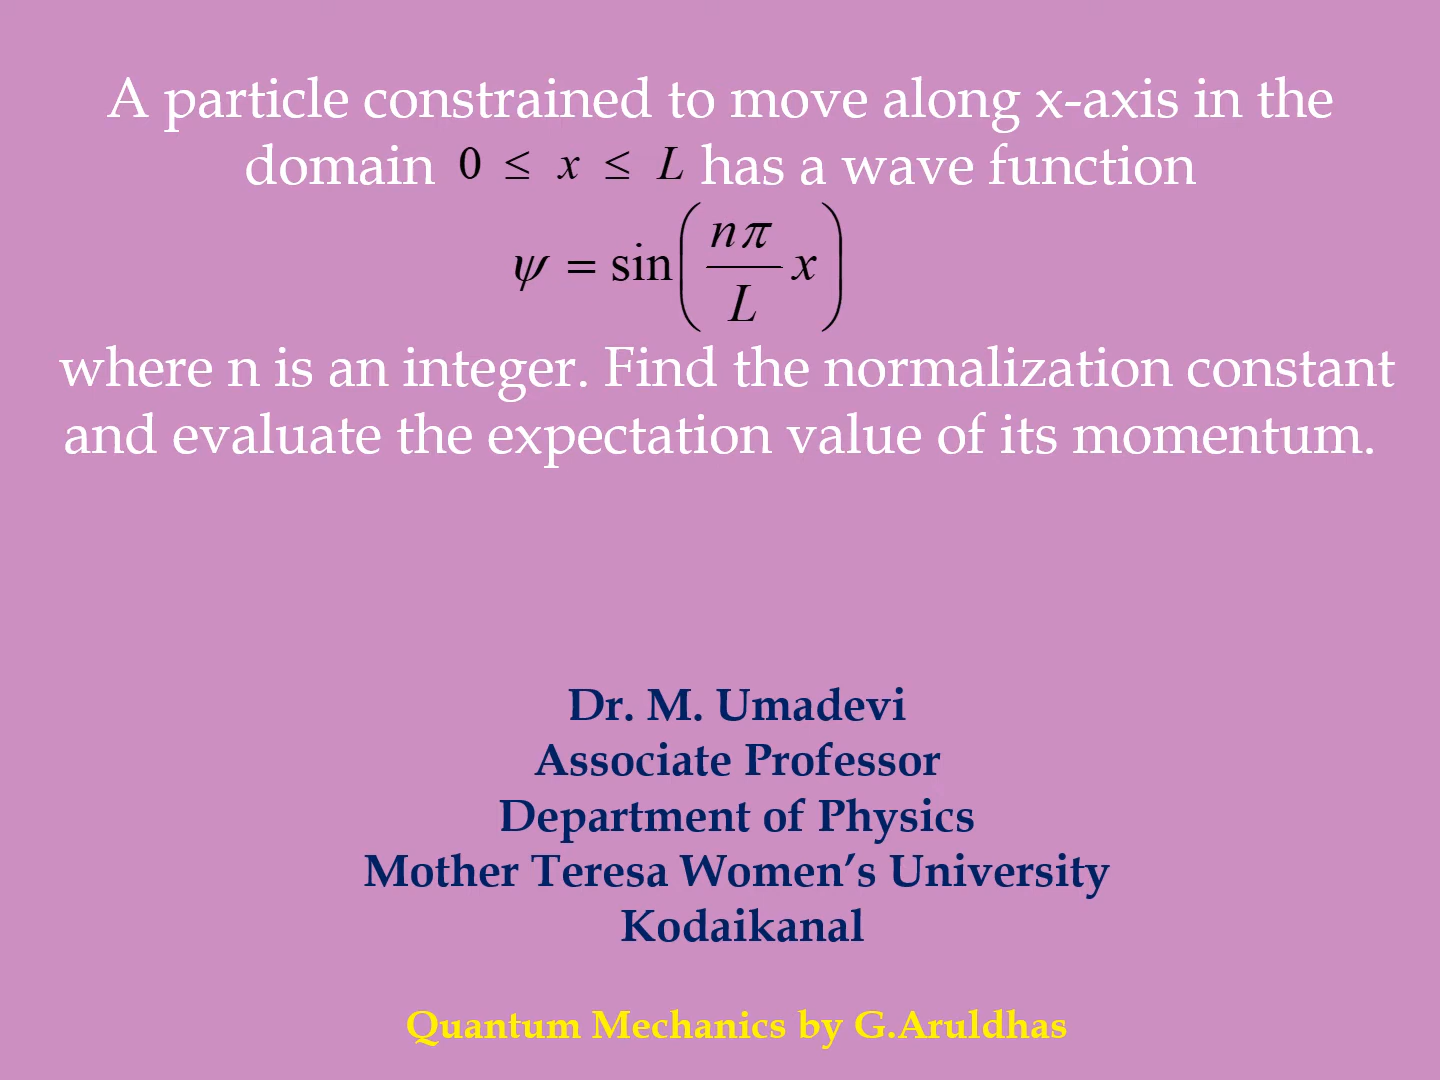 A particle constrained to move along x-axis in the
domain 0 ≤ x ≤ L has a wave function
ψ = sin(nπ/L x)
where n is an integer. Find the normalization constant
and evaluate the expectation value of its momentum.
Dr. M. Umadevi
Associate Professor
Department of Physics
Mother Teresa Women’s University
Kodaikanal
Quantum Mechanics by G.Aruldhas